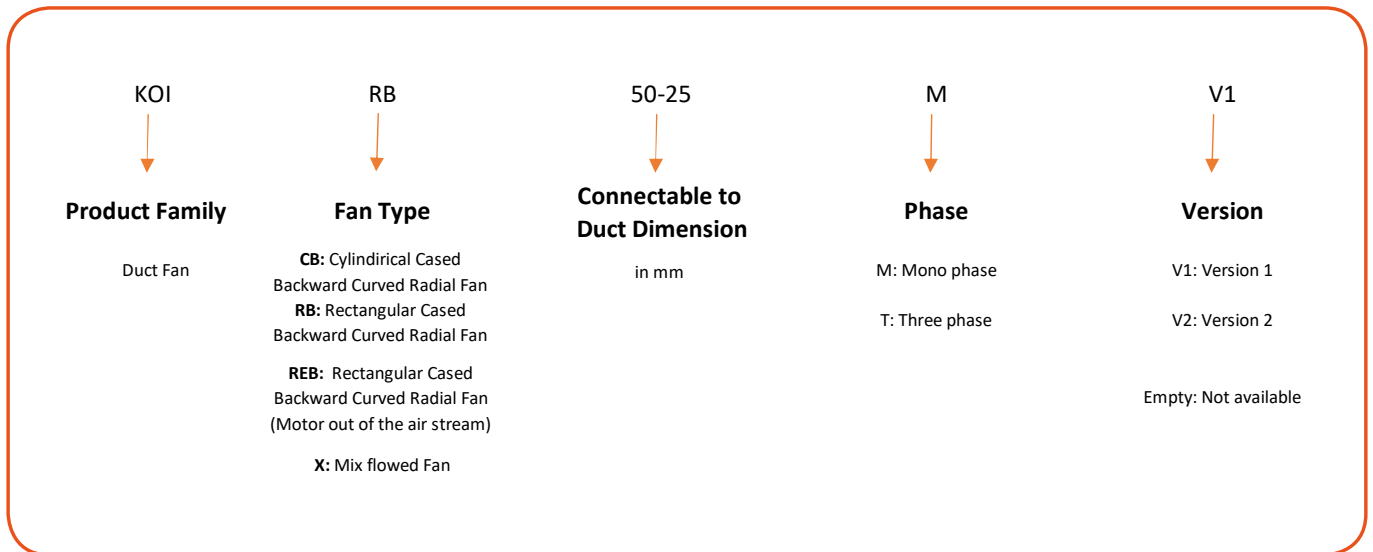 KOI
RB
50-25
M
V1
Product Family
Fan Type
Connectable to
Duct Dimension
Phase
Version
Duct Fan
CB: Cylindirical Cased
Backward Curved Radial Fan
RB: Rectangular Cased
Backward Curved Radial Fan
REB: Rectangular Cased
Backward Curved Radial Fan
(Motor out of the air stream)
X: Mix flowed Fan
in mm
M: Mono phase
T: Three phase
V1: Version 1
V2: Version 2
Empty: Not available